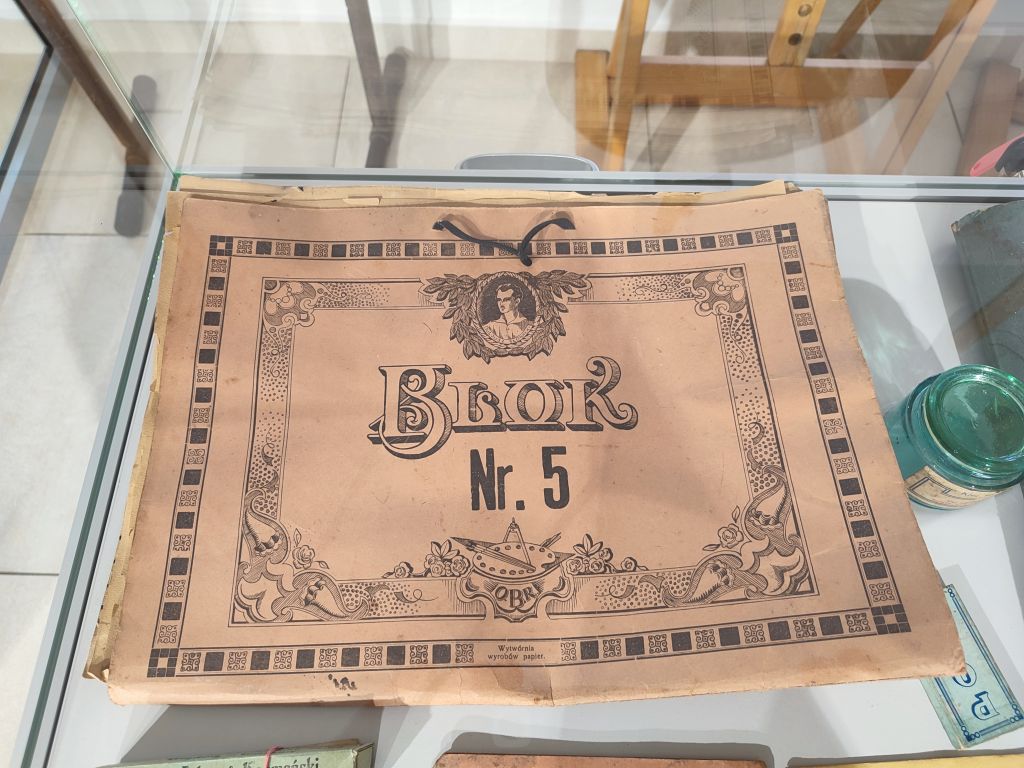 BLOK
Nr. 5
OBRI
Wytwórnia
wyrobów papier.